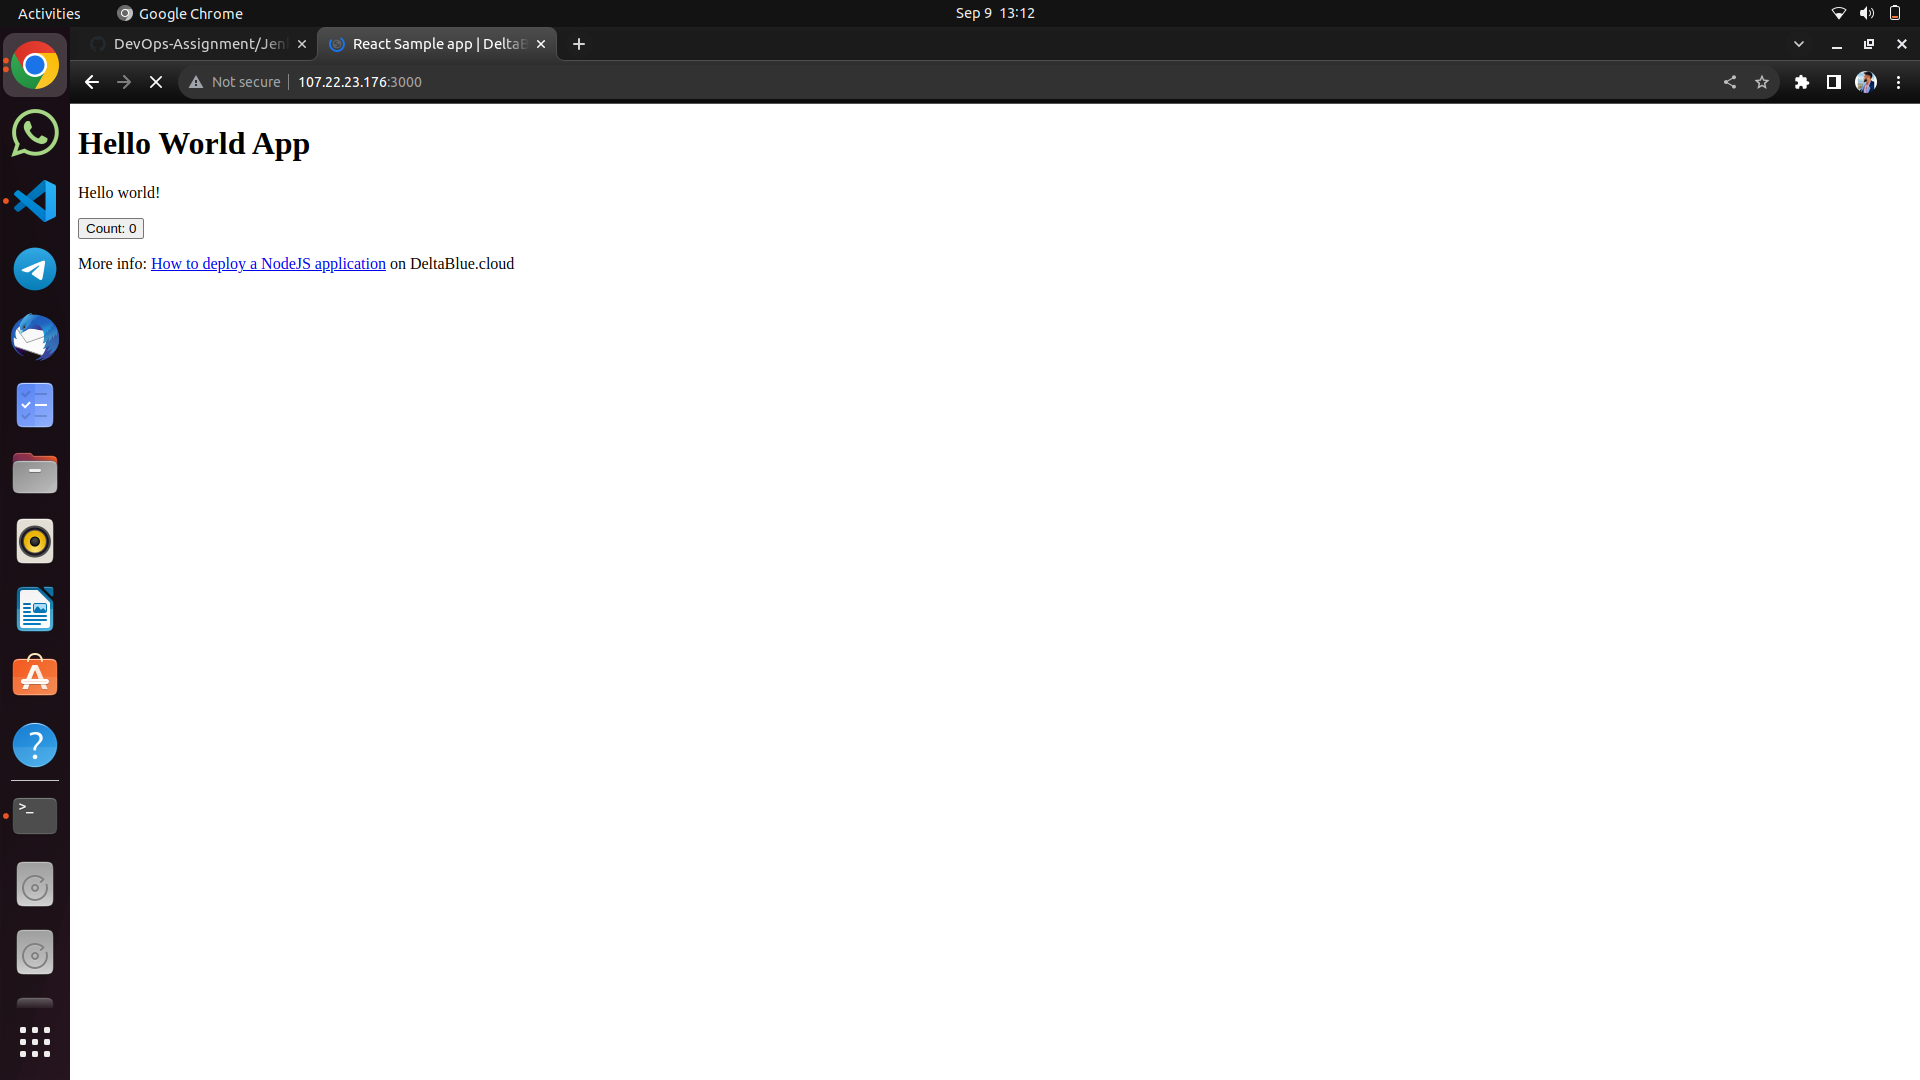 Activities
Google Chrome
Sep 9 13:12
DevOps-Assignment/Jen
React Sample app | Delta
Not secure
107.22.23.176:3000
Hello World App
Hello world!
Count: 0
More info: How to deploy a NodeJS application on DeltaBlue.cloud